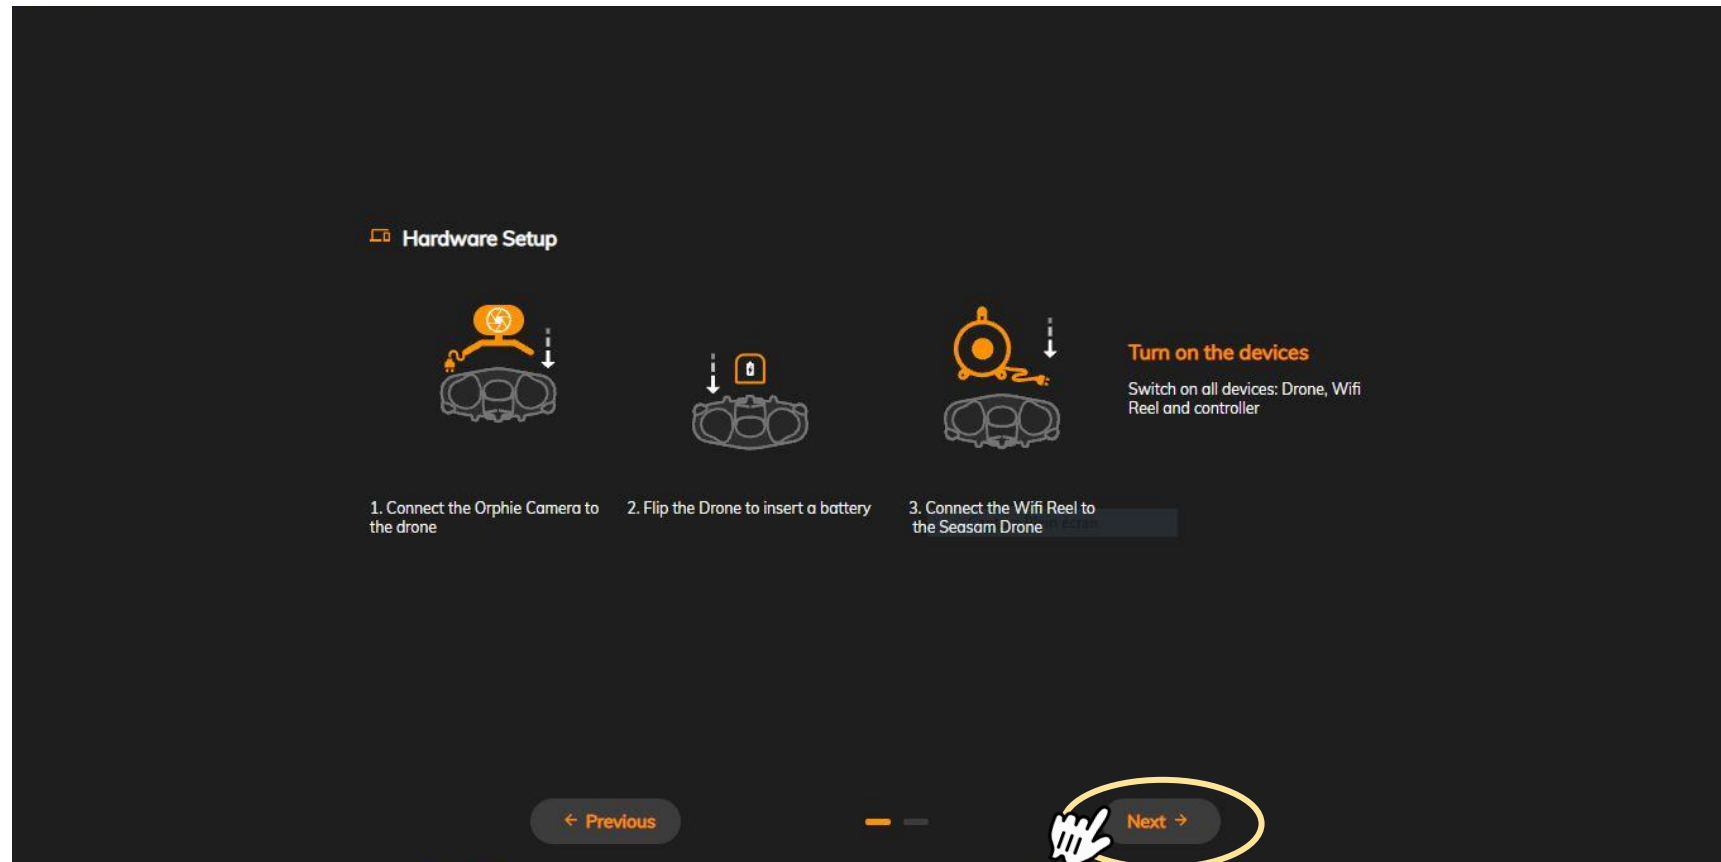 Hardware Setup
Turn on the devices
Switch on all devices: Drone, Wifi
Reel and controller
1. Connect the Orphie Camera to
the drone
2. Flip the Drone to insert a battery
3. Connect the Wifi Reel to
the Seasam Drone
← Previous
Next →